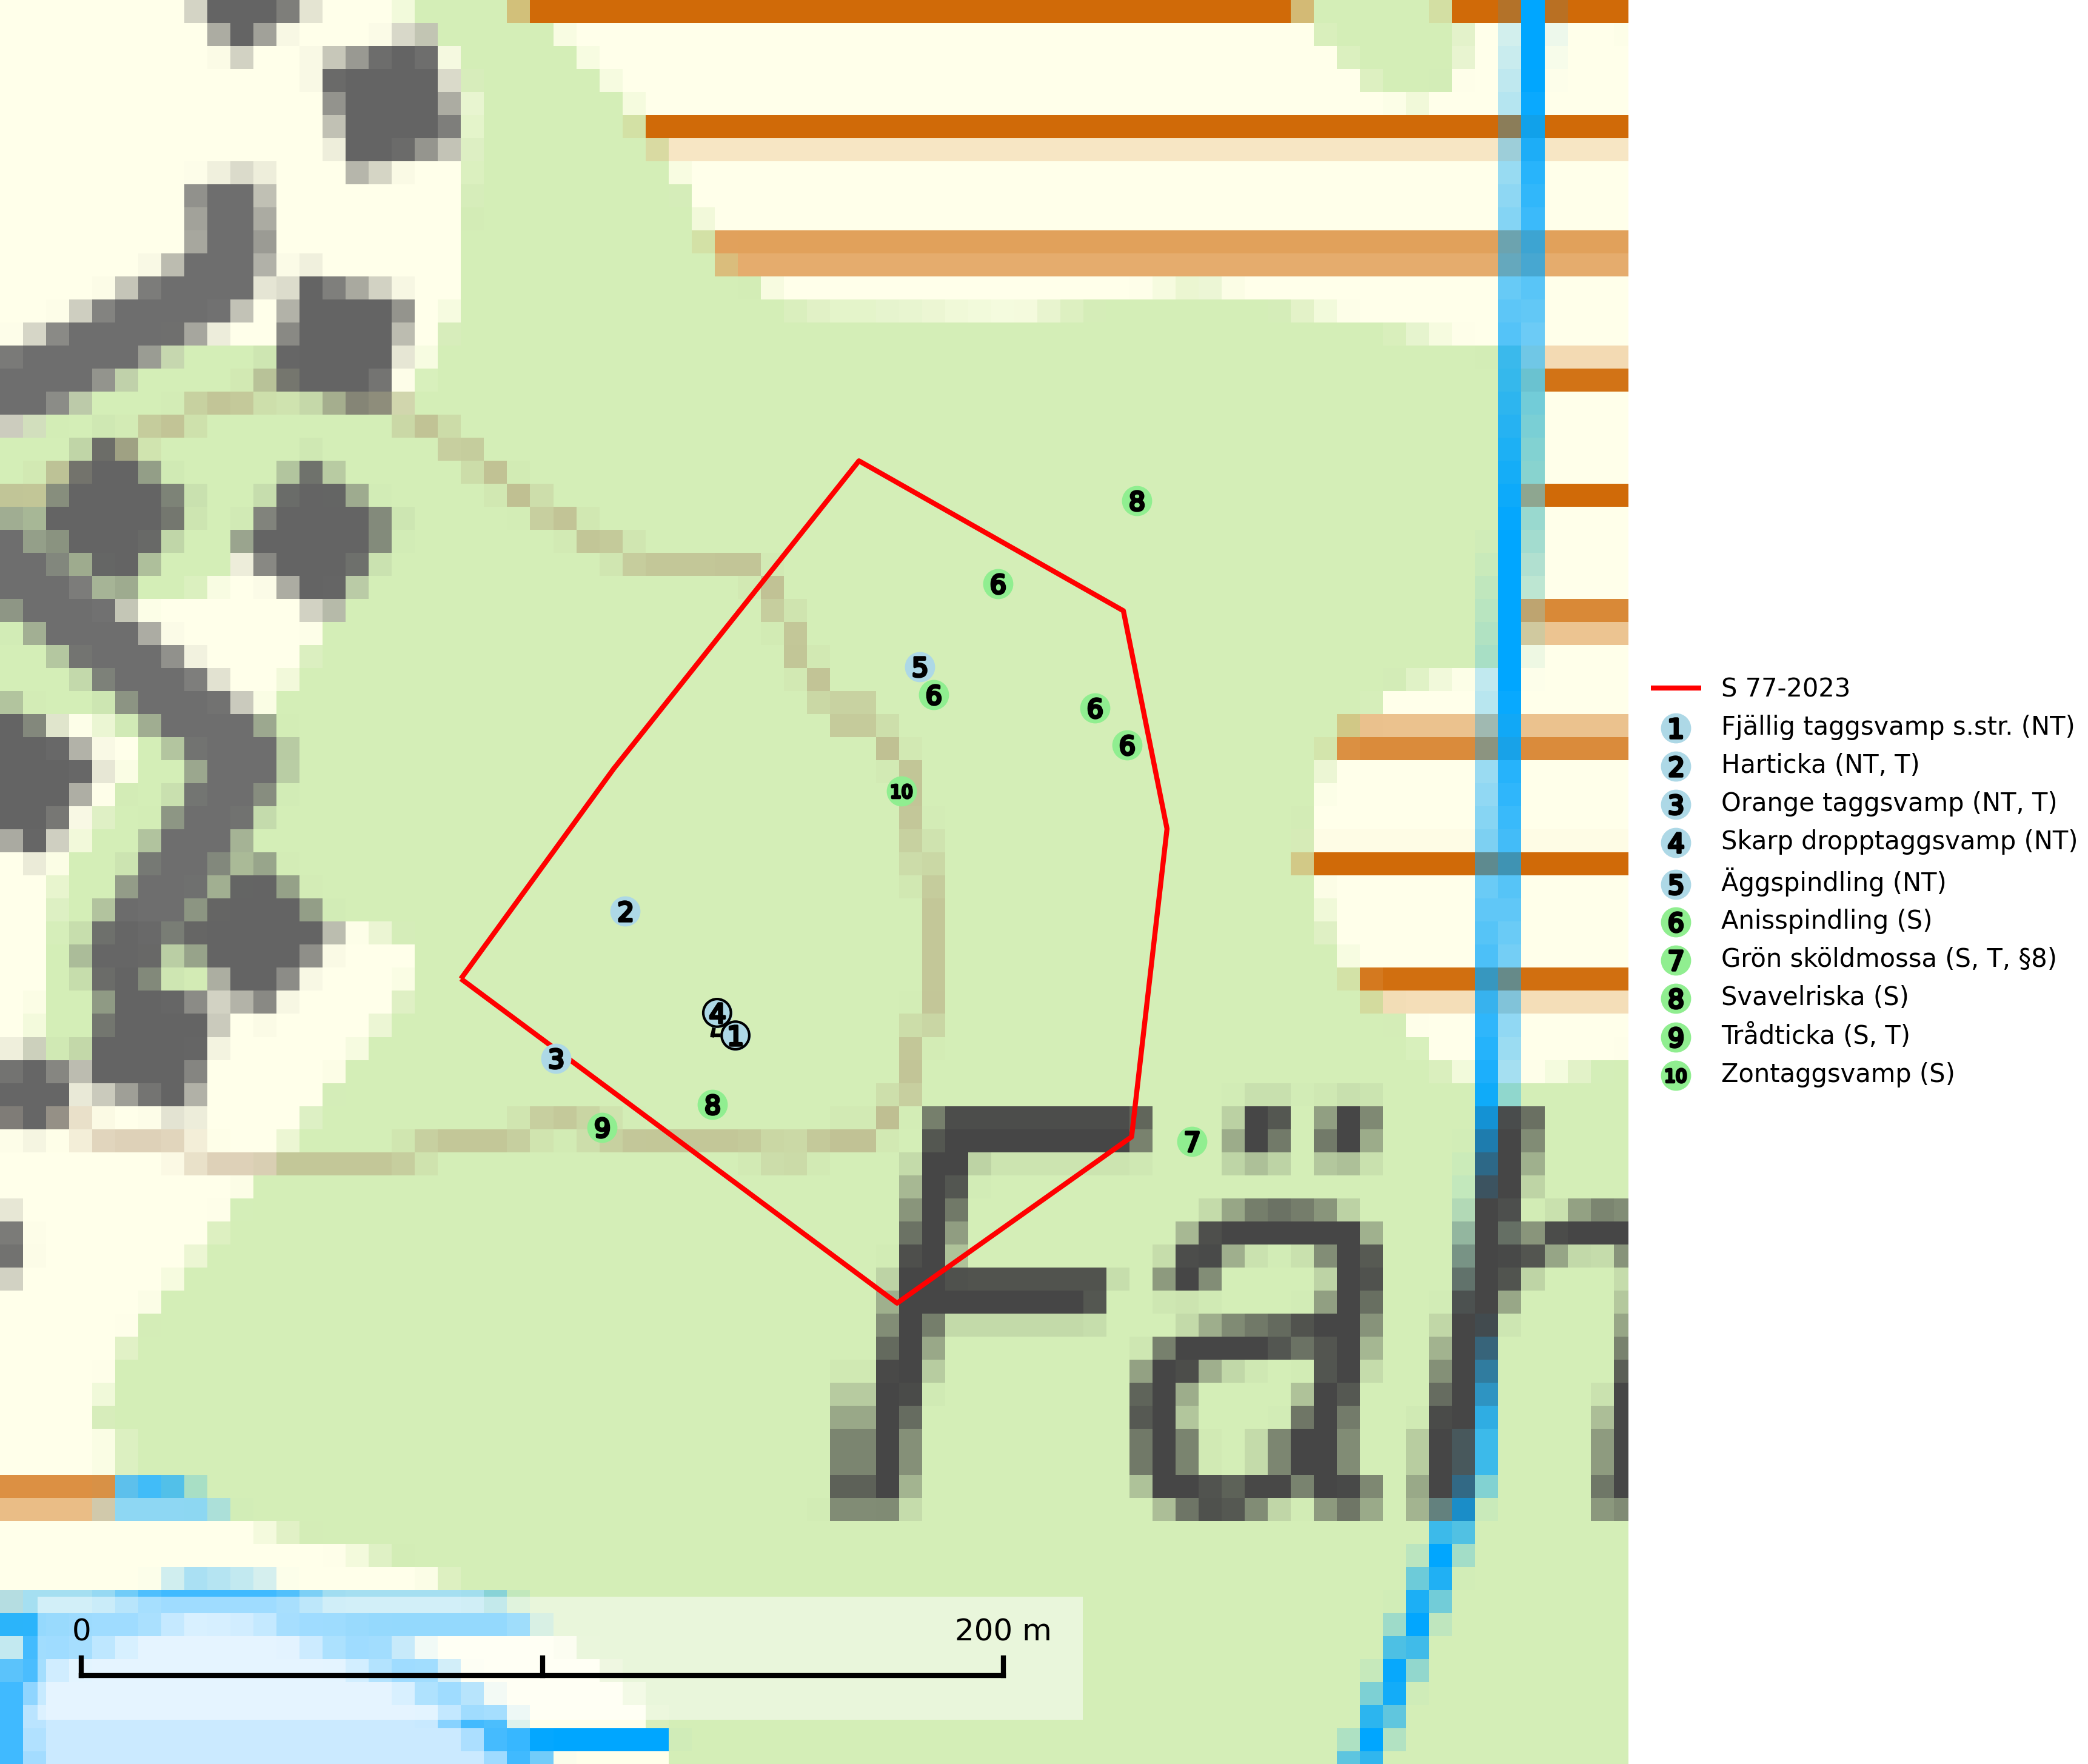 8
6
5
6
6
6
10
2
4
1
3
8
9
7
Fär
0 200 m
S 77-2023
1 Fjällig taggsvamp s.str. (NT)
2 Harticka (NT, T)
3 Orange taggsvamp (NT, T)
4 Skarp dropptaggsvamp (NT)
5 Äggspindling (NT)
6 Anisspindling (S)
7 Grön sköldmossa (S, T, §8)
8 Svavelriska (S)
9 Trådticka (S, T)
10 Zontaggsvamp (S)